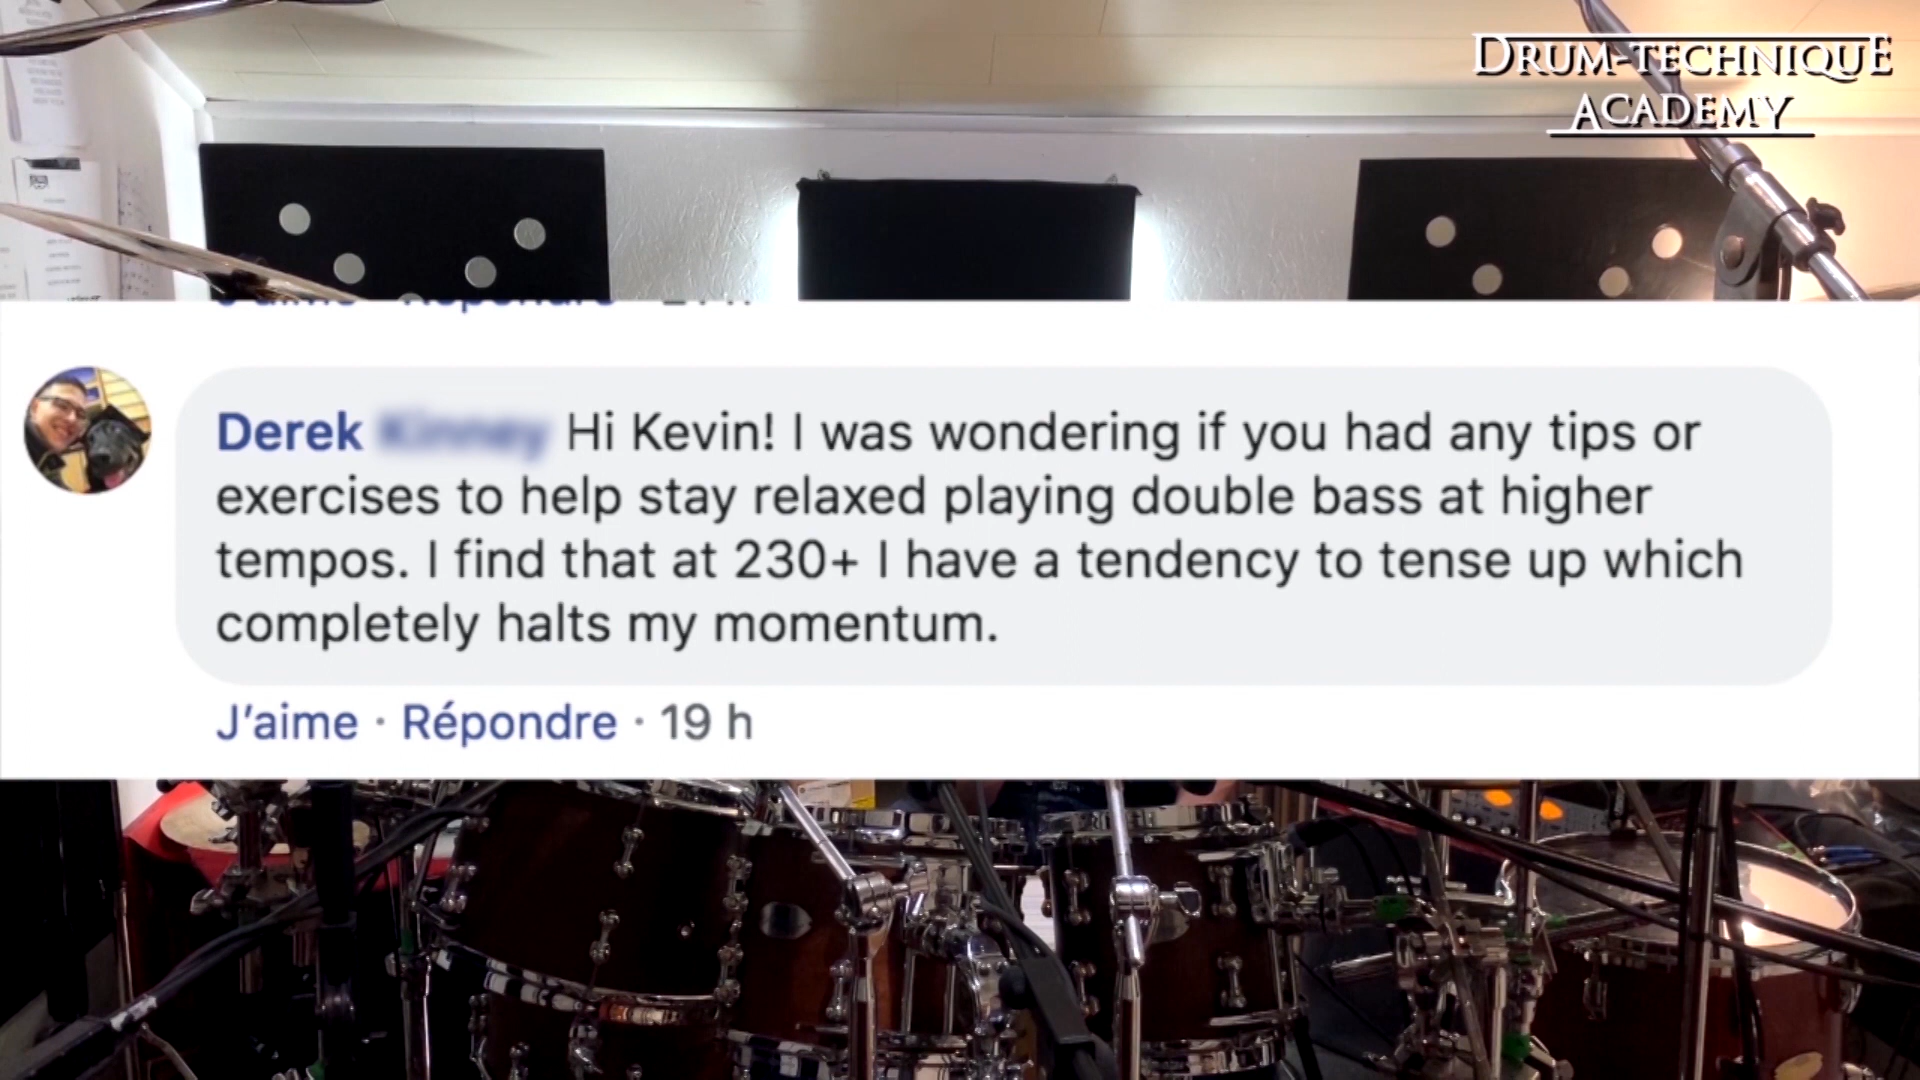 DRUM-TECHNIQUE
ACADEMY
Derek Hi Kevin! I was wondering if you had any tips or
exercises to help stay relaxed playing double bass at higher
tempos. I find that at 230+ I have a tendency to tense up which
completely halts my momentum.
J'aime · Répondre · 19 h